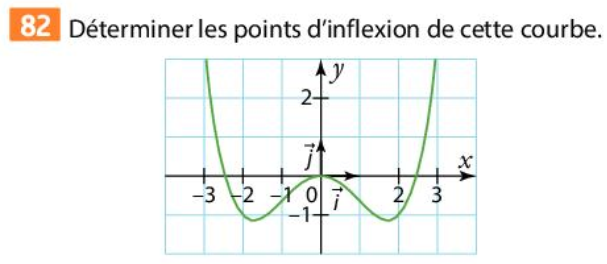 82 Déterminer les points d'inflexion de cette courbe.
y
2
j
x
-3 -2 -1 0 i 2 3
-1